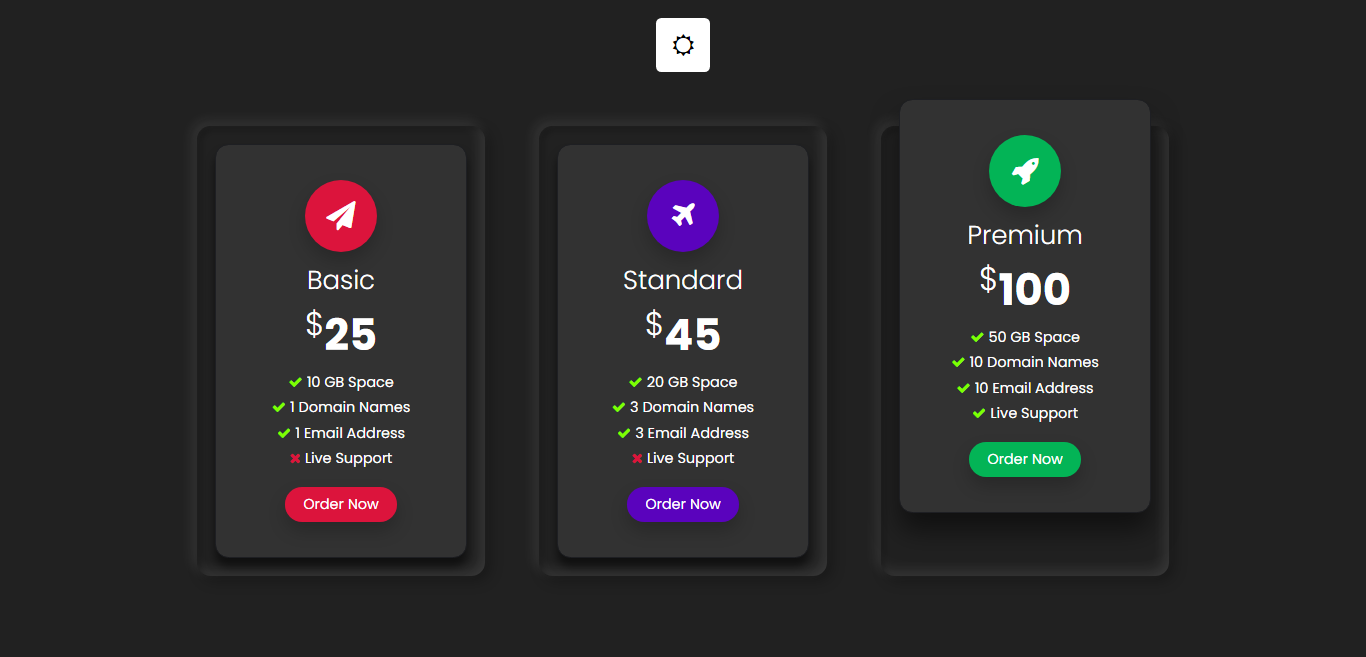 Basic
$25
10 GB Space
1 Domain Names
1 Email Address
Live Support
Order Now
Standard
$45
20 GB Space
3 Domain Names
3 Email Address
Live Support
Order Now
Premium
$100
50 GB Space
10 Domain Names
10 Email Address
Live Support
Order Now